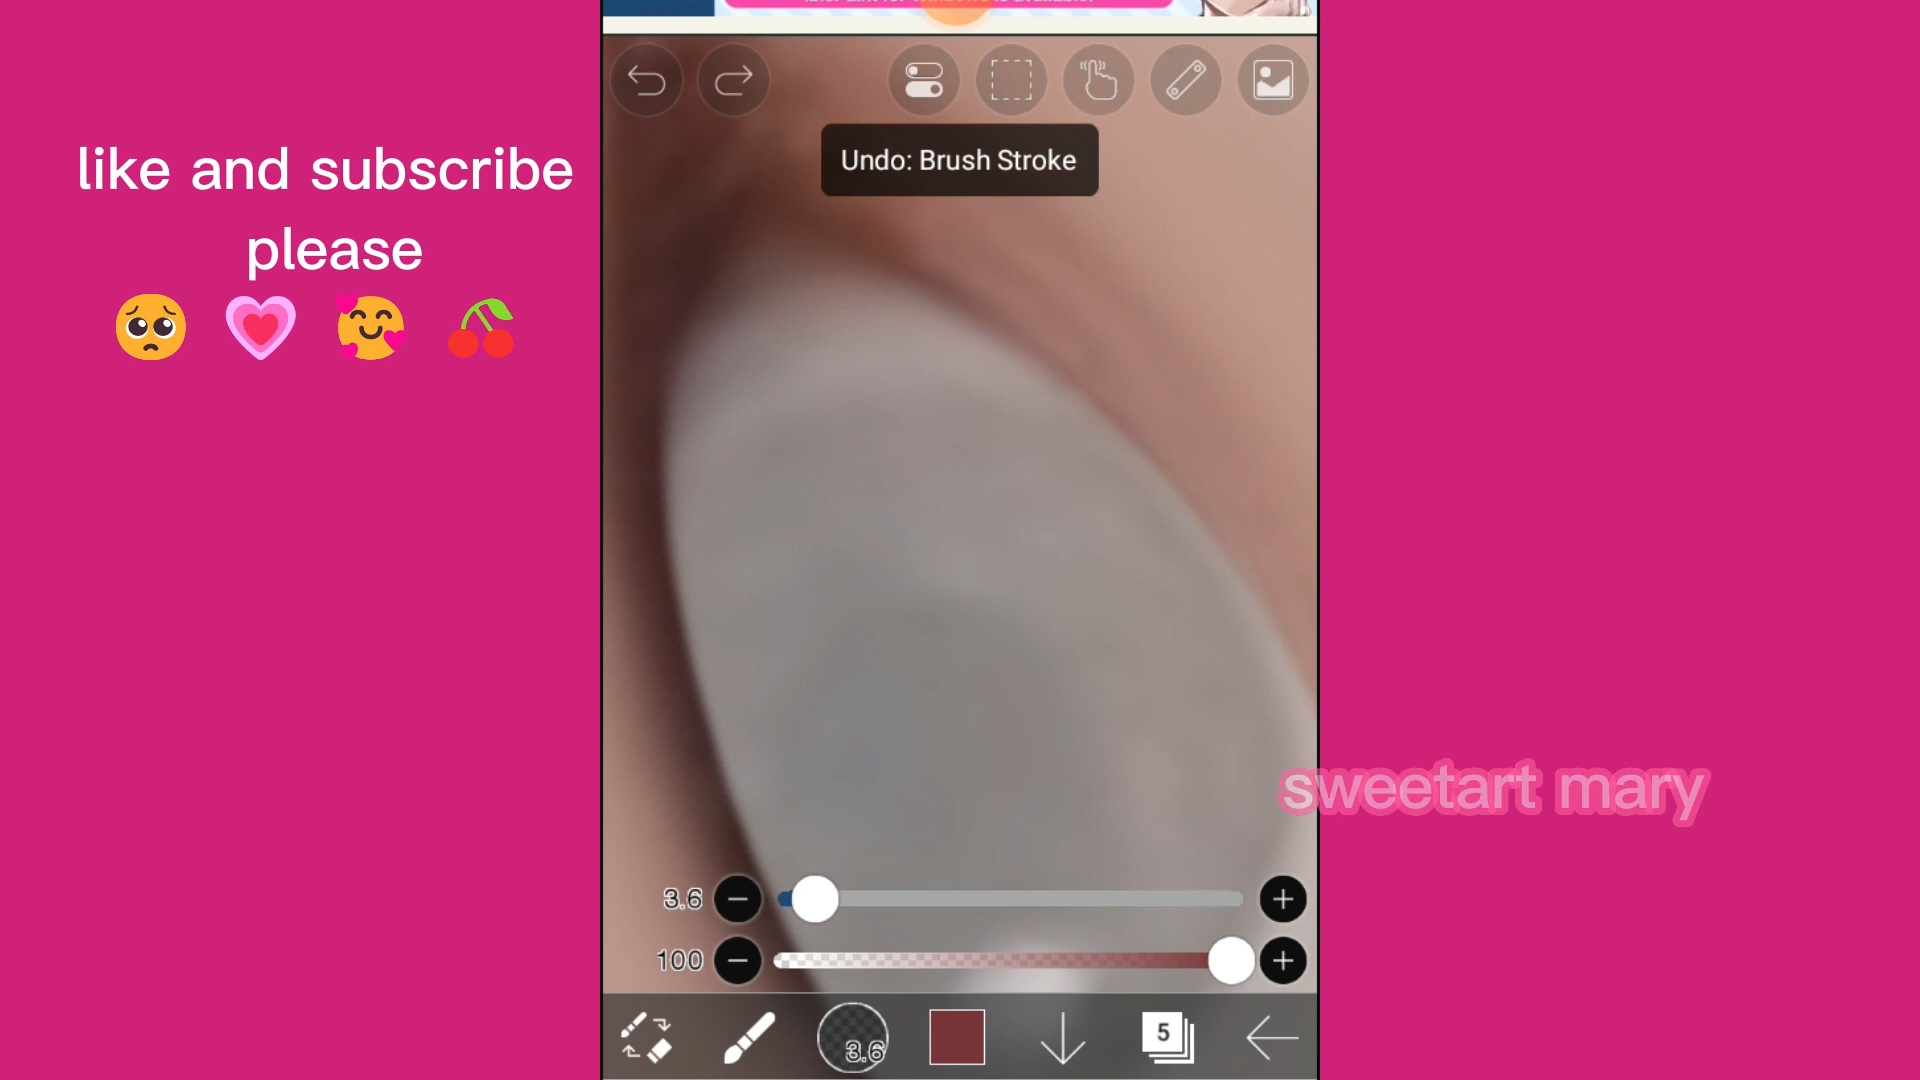 like and subscribe
please
Undo: Brush Stroke
sweetart mary
3.6
100
3.6
5